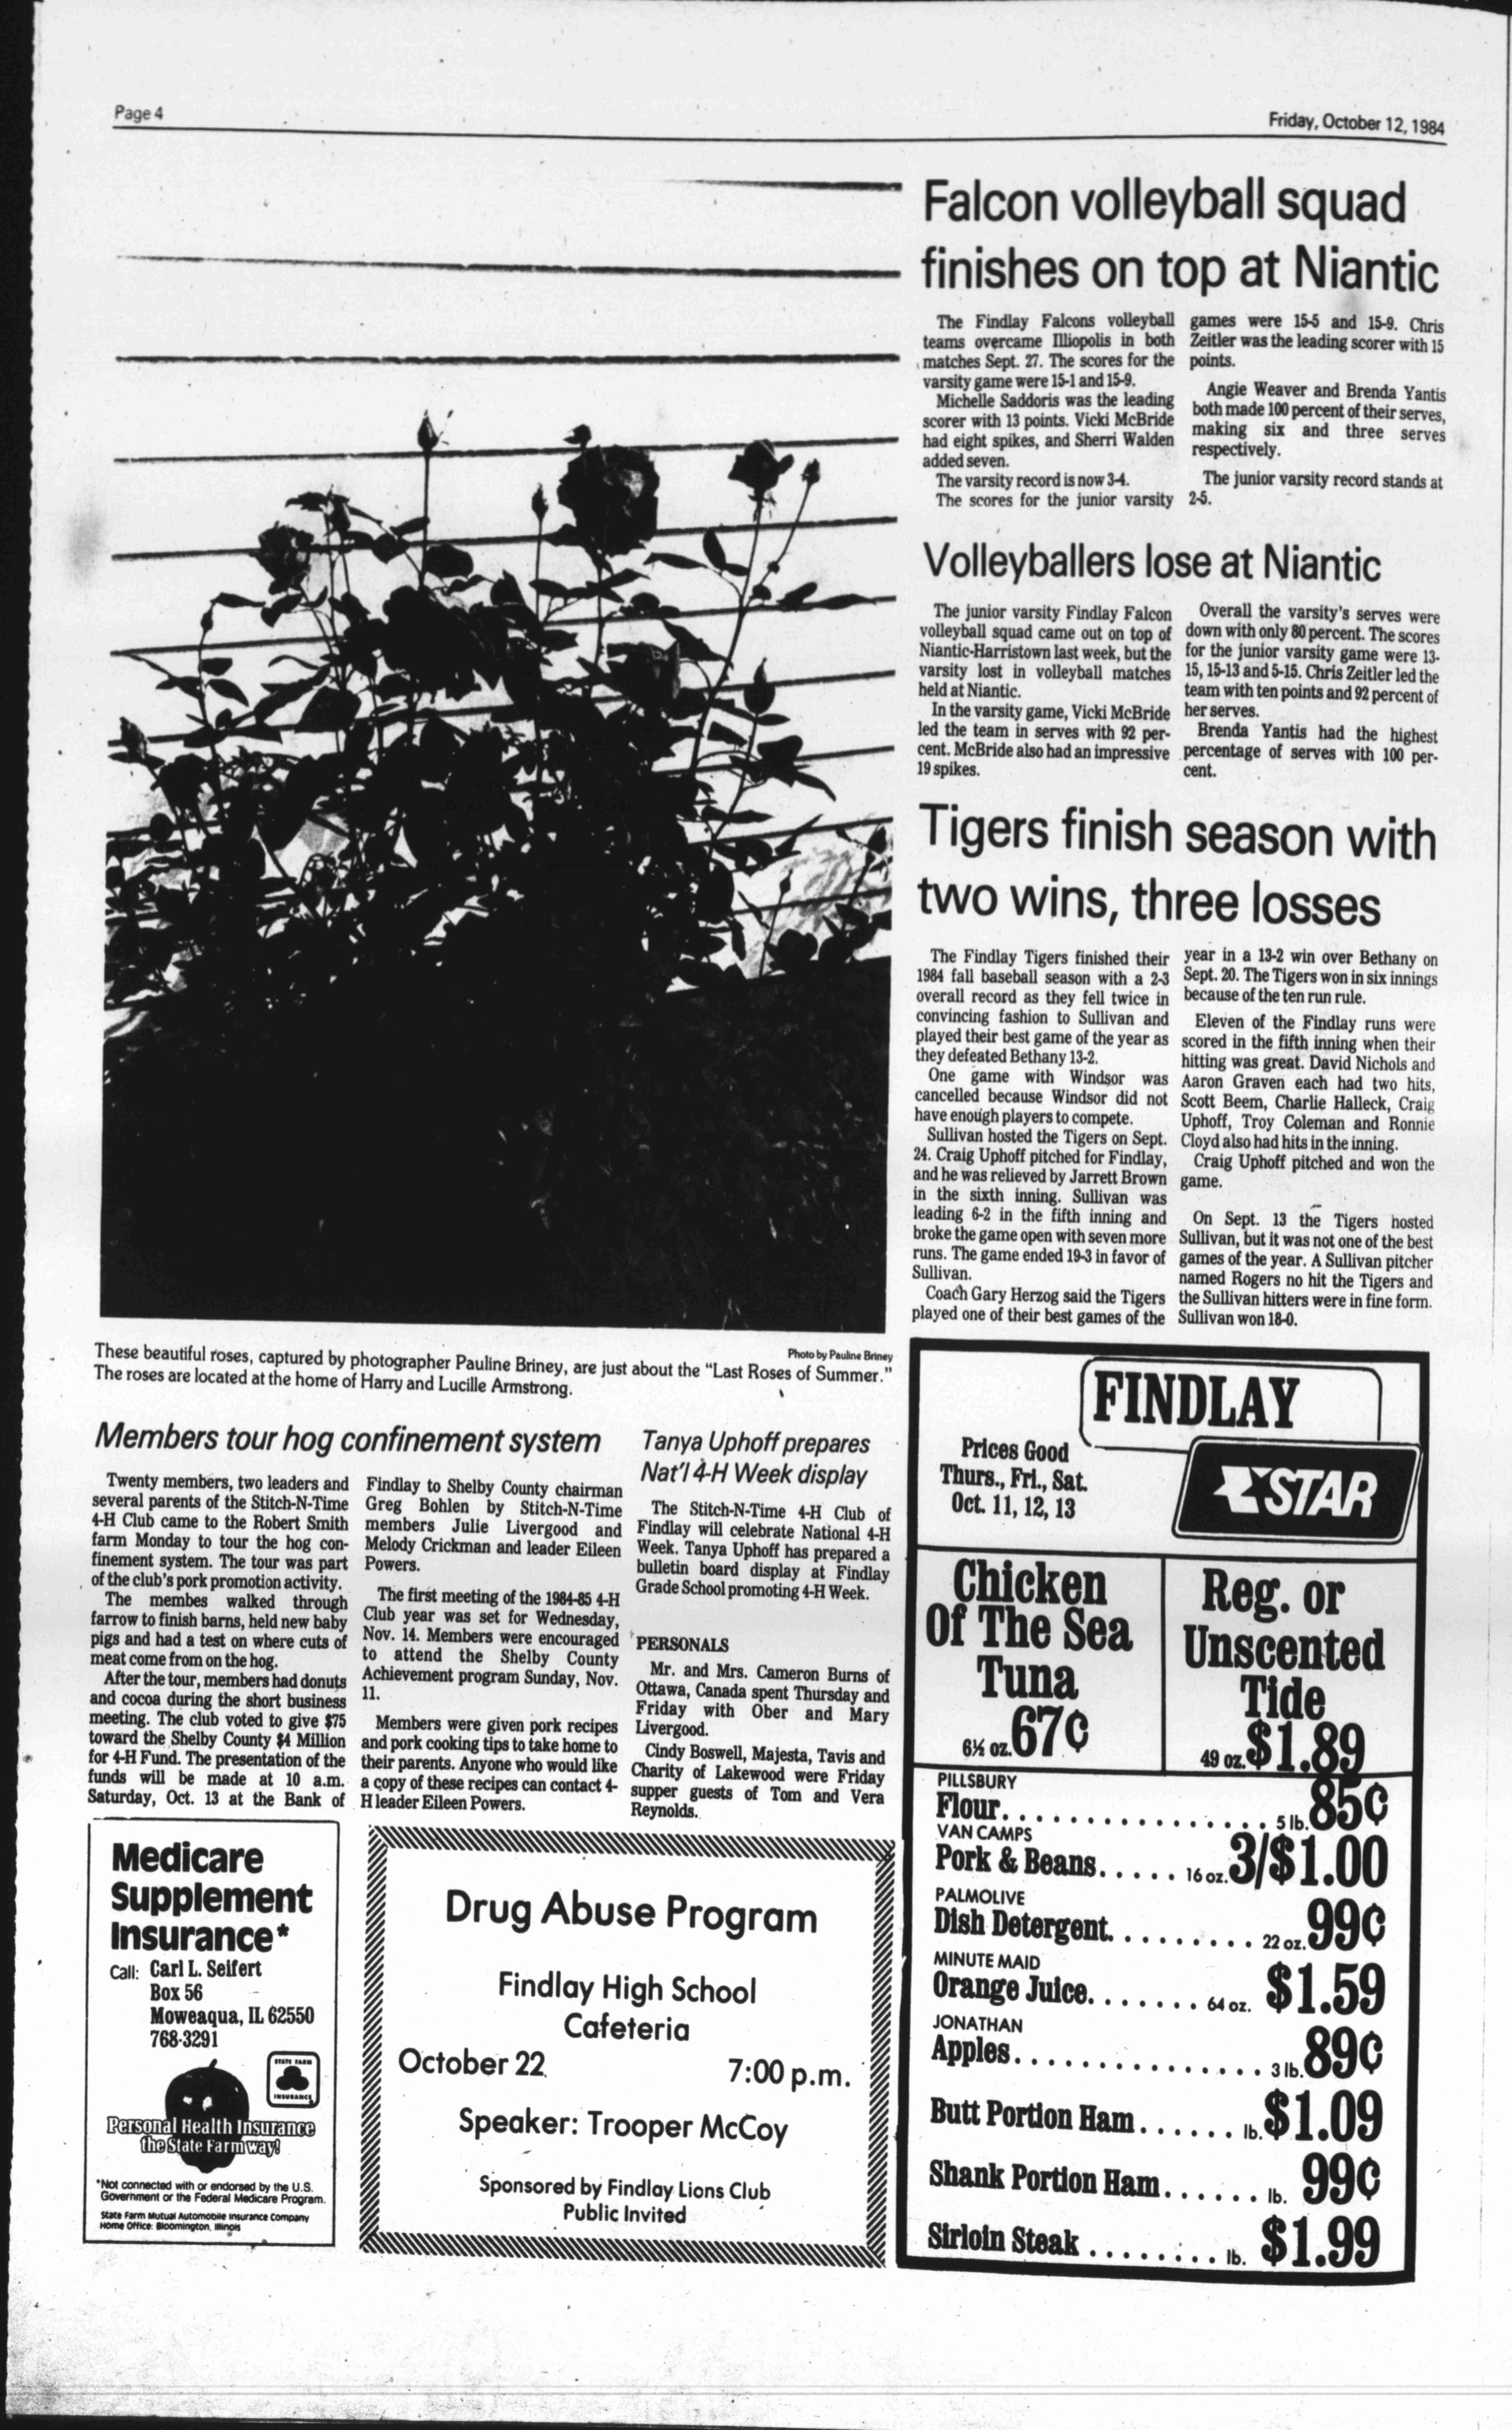 Page 4
Friday, October 12, 1984
Falcon volleyball squad
finishes on top at Niantic
The Findlay Falcons volleyball
teams overcame Illiopolis in both
matches Sept. 27. The scores for the
varsity game were 15-1 and 15-9.
Michelle Saddoris was the leading
scorer with 13 points. Vicki McBride
had eight spikes, and Sherri Walden
added seven.
The varsity record is now 3-4.
The scores for the junior varsity
games were 15-5 and 15-9. Chris
Zeitler was the leading scorer with 15
points.
Angie Weaver and Brenda Yantis
both made 100 percent of their serves,
making six and three serves
respectively.
The junior varsity record stands at
2-5.
Volleyballers lose at Niantic
The junior varsity Findlay Falcon
volleyball squad came out on top of
Niantic-Harristown last week, but the
varsity lost in volleyball matches
held at Niantic.
In the varsity game, Vicki McBride
led the team in serves with 92 per-
cent. McBride also had an impressive
19 spikes.
Overall the varsity's serves were
down with only 80 percent. The scores
for the junior varsity game were 13-
15, 15-13 and 5-15. Chris Zeitler led the
team with ten points and 92 percent of
her serves.
Brenda Yantis had the highest
percentage of serves with 100 per-
cent.
Tigers finish season with
two wins, three losses
The Findlay Tigers finished their
1984 fall baseball season with a 2-3
overall record as they fell twice in
convincing fashion to Sullivan and
played their best game of the year as
they defeated Bethany 13-2.
One game with Windsor was
cancelled because Windsor did not
have enough players to compete.
Sullivan hosted the Tigers on Sept.
24. Craig Uphoff pitched for Findlay,
and he was relieved by Jarrett Brown
in the sixth inning. Sullivan was
leading 6-2 in the fifth inning and
broke the game open with seven more
runs. The game ended 19-3 in favor of
Sullivan.
Coach Gary Herzog said the Tigers
played one of their best games of the
year in a 13-2 win over Bethany on
Sept. 20. The Tigers won in six innings
because of the ten run rule.
Eleven of the Findlay runs were
scored in the fifth inning when their
hitting was great. David Nichols and
Aaron Graven each had two hits,
Scott Beem, Charlie Halleck, Craig
Uphoff, Troy Coleman and Ronnie
Cloyd also had hits in the inning.
Craig Uphoff pitched and won the
game.
On Sept. 13 the Tigers hosted
Sullivan, but it was not one of the best
games of the year. A Sullivan pitcher
named Rogers no hit the Tigers and
the Sullivan hitters were in fine form.
Sullivan won 18-0.
Photo by Pauline Briney
These beautiful roses, captured by photographer Pauline Briney, are just about the "Last Roses of Summer."
The roses are located at the home of Harry and Lucille Armstrong.
Members tour hog confinement system
Twenty members, two leaders and
several parents of the Stitch-N-Time
4-H Club came to the Robert Smith
farm Monday to tour the hog con-
finement system. The tour was part
of the club's pork promotion activity.
The membes walked through
farrow to finish barns, held new baby
pigs and had a test on where cuts of
meat come from on the hog.
After the tour, members had donuts
and cocoa during the short business
meeting. The club voted to give $75
toward the Shelby County $4 Million
for 4-H Fund. The presentation of the
funds will be made at 10 a.m.
Saturday, Oct. 13 at the Bank of
Findlay to Shelby County chairman
Greg Bohlen by Stitch-N-Time
members Julie Livergood and
Melody Crickman and leader Eileen
Powers.
The first meeting of the 1984-85 4-H
Club year was set for Wednesday,
Nov. 14. Members were encouraged
to attend the Shelby County
Achievement program Sunday, Nov.
11.
Members were given pork recipes
and pork cooking tips to take home to
their parents. Anyone who would like
a copy of these recipes can contact 4-
H leader Eileen Powers.
Tanya Uphoff prepares
Nat'l 4-H Week display
The Stitch-N-Time 4-H Club of
Findlay will celebrate National 4-H
Week. Tanya Uphoff has prepared a
bulletin board display at Findlay
Grade School promoting 4-H Week.
PERSONALS
Mr. and Mrs. Cameron Burns of
Ottawa, Canada spent Thursday and
Friday with Ober and Mary
Livergood.
Cindy Boswell, Majesta, Tavis and
Charity of Lakewood were Friday
supper guests of Tom and Vera
Reynolds.
Medicare
Supplement
Insurance*
Call: Carl L. Seifert
Box 56
Moweaqua, IL 62550
768-3291
STATE FARM
INSURANCE
Personal Health Insurance
the State Farm way!
*Not connected with or endorsed by the U.S.
Government or the Federal Medicare Program.
State Farm Mutual Automobile Insurance Company
Home Office: Bloomington, Illinois
Drug Abuse Program
Findlay High School
Cafeteria
October 22
7:00 p.m.
Speaker: Trooper McCoy
Sponsored by Findlay Lions Club
Public Invited
FINDLAY
STAR
Prices Good
Thurs., Fri., Sat.
Oct. 11, 12, 13
Chicken
Of The Sea
Tuna
6½ oz. 67¢
Reg. or
Unscented
Tide
49 oz. $1.89
PILLSBURY
Flour. . . . . . . . . . . . . . . 5 lb. 85¢
VAN CAMPS
Pork & Beans. . . . . 16 oz. 3/$1.00
PALMOLIVE
Dish Detergent. . . . . . . . . 22 oz. 99¢
MINUTE MAID
Orange Juice. . . . . . . 64 oz. $1.59
JONATHAN
Apples. . . . . . . . . . . . . . . 3 lb. 89¢
Butt Portion Ham. . . . . . lb. $1.09
Shank Portion Ham. . . . . . lb. 99¢
Sirloin Steak . . . . . . . . lb. $1.99